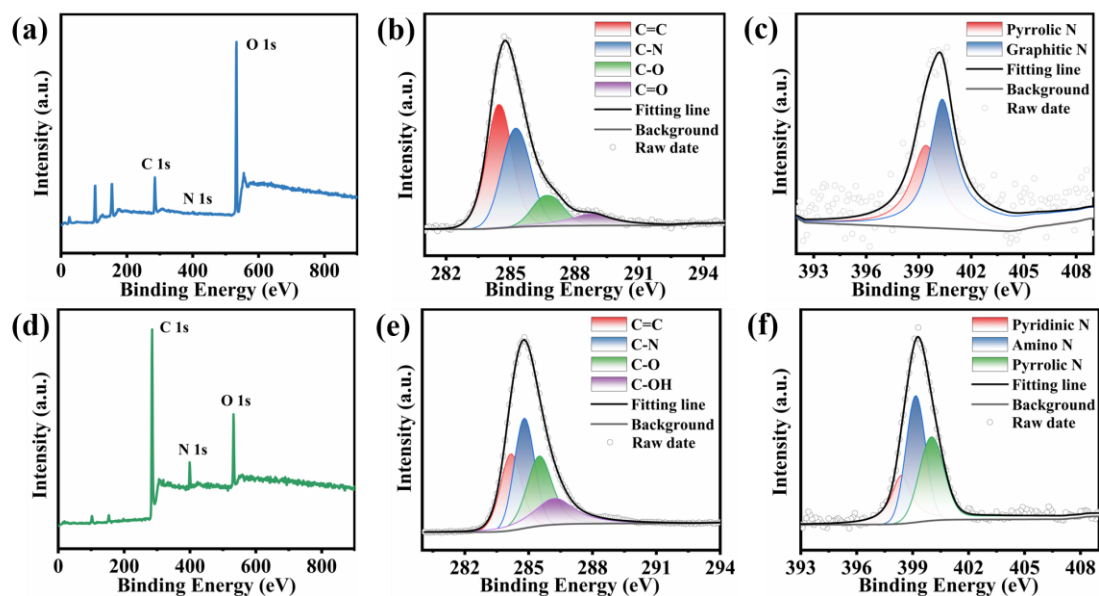 (a)
O 1s
C 1s
N 1s
Intensity (a.u.)
0 200 400 600 800
Binding Energy (eV)
(b)
C=C
C-N
C-O
C=O
Fitting line
Background
Raw date
Intensity (a.u.)
282 285 288 291 294
Binding Energy (eV)
(c)
Pyrrolic N
Graphitic N
Fitting line
Background
Raw date
Intensity (a.u.)
393 396 399 402 405 408
Binding Energy (eV)
(d)
C 1s
O 1s
N 1s
Intensity (a.u.)
0 200 400 600 800
Binding Energy (eV)
(e)
C=C
C-N
C-O
C-OH
Fitting line
Background
Raw date
Intensity (a.u.)
282 285 288 291 294
Binding Energy (eV)
(f)
Pyridinic N
Amino N
Pyrrolic N
Fitting line
Background
Raw date
Intensity (a.u.)
393 396 399 402 405 408
Binding Energy (eV)